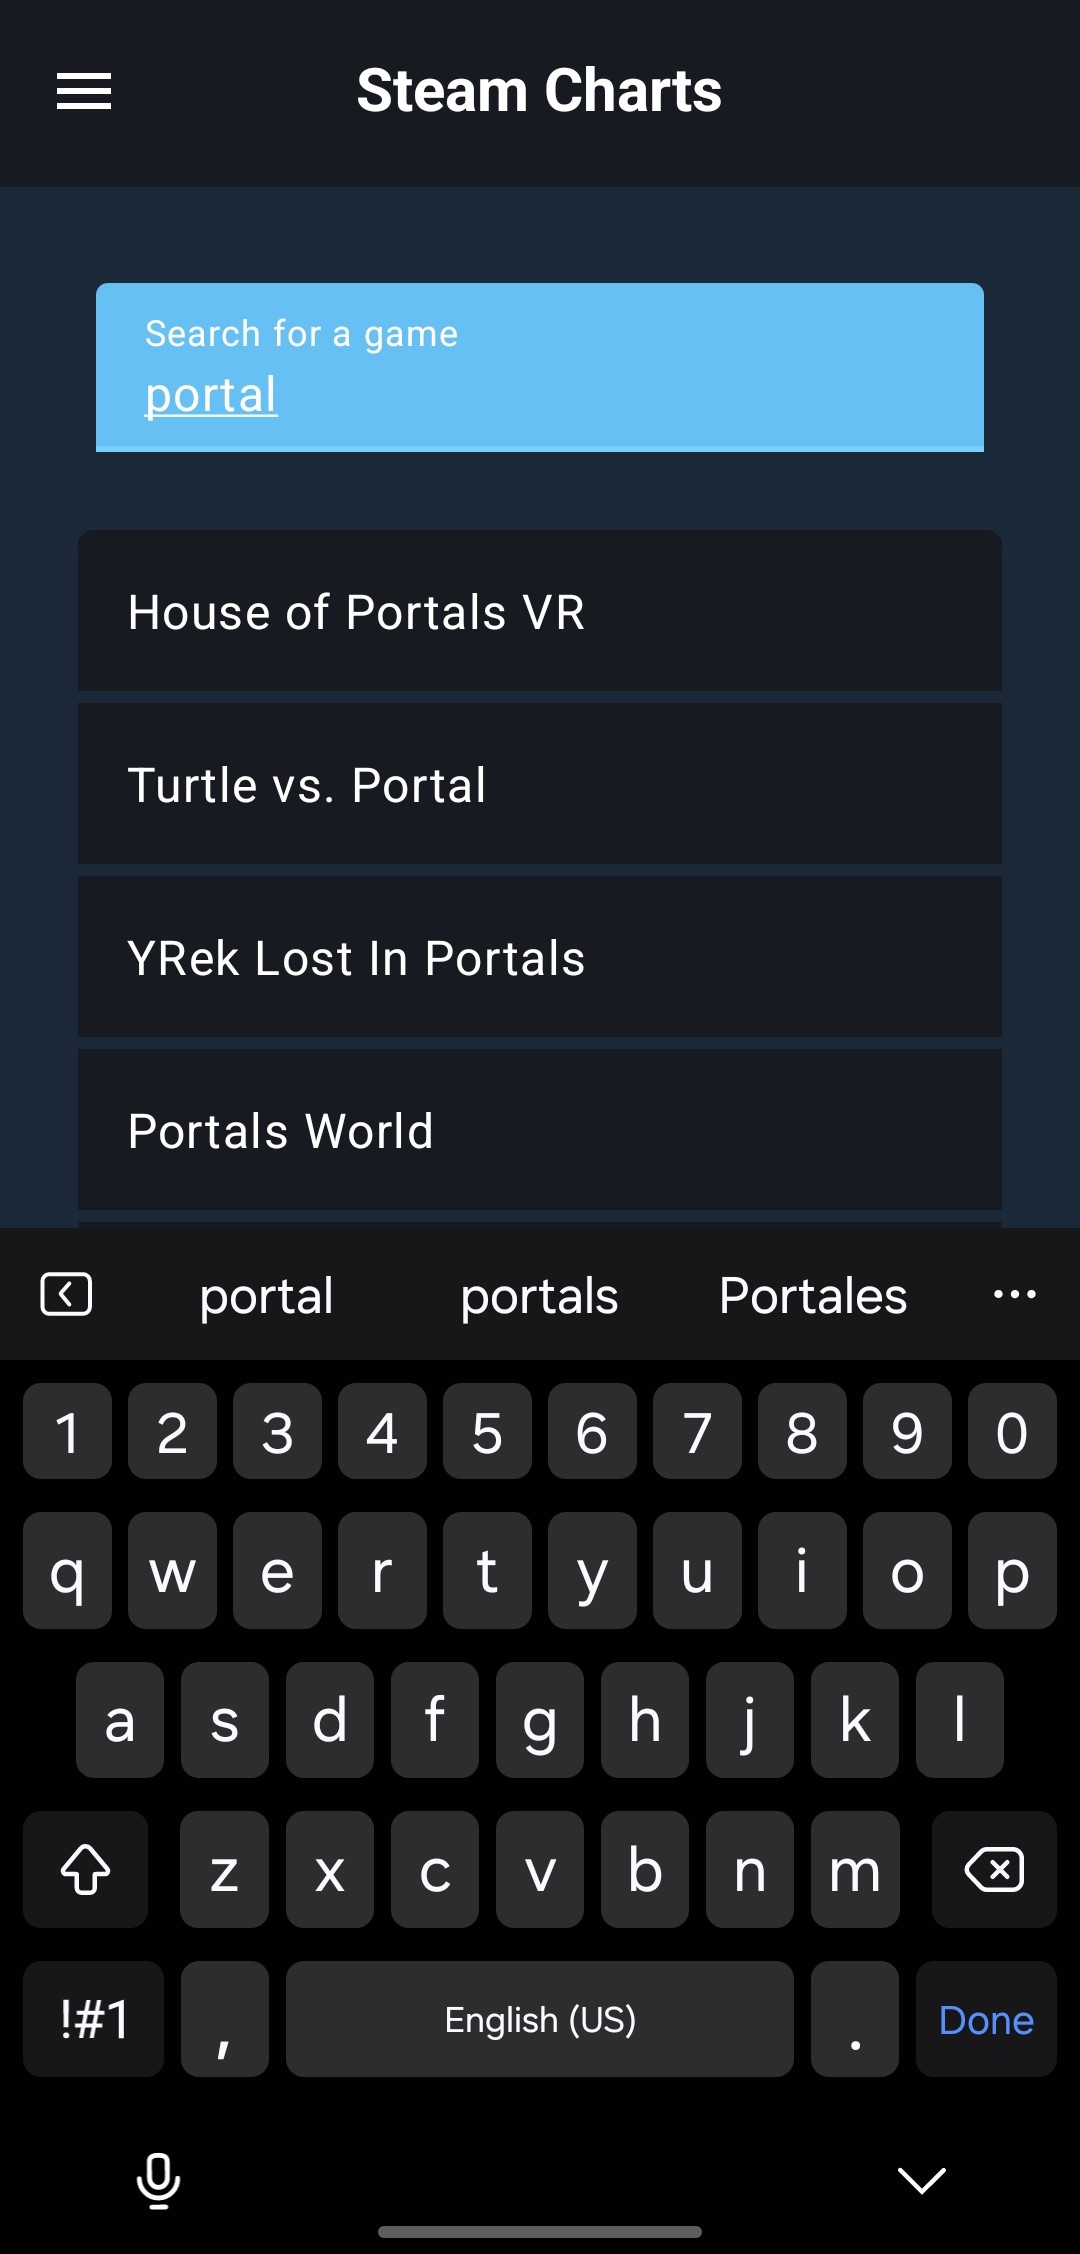 Steam Charts
Search for a game
portal
House of Portals VR
Turtle vs. Portal
YRek Lost In Portals
Portals World
portal portals Portales ...
1 2 3 4 5 6 7 8 9 0
q w e r t y u i o p
a s d f g h j k l
z x c v b n m
!#1 , English (US) . Done